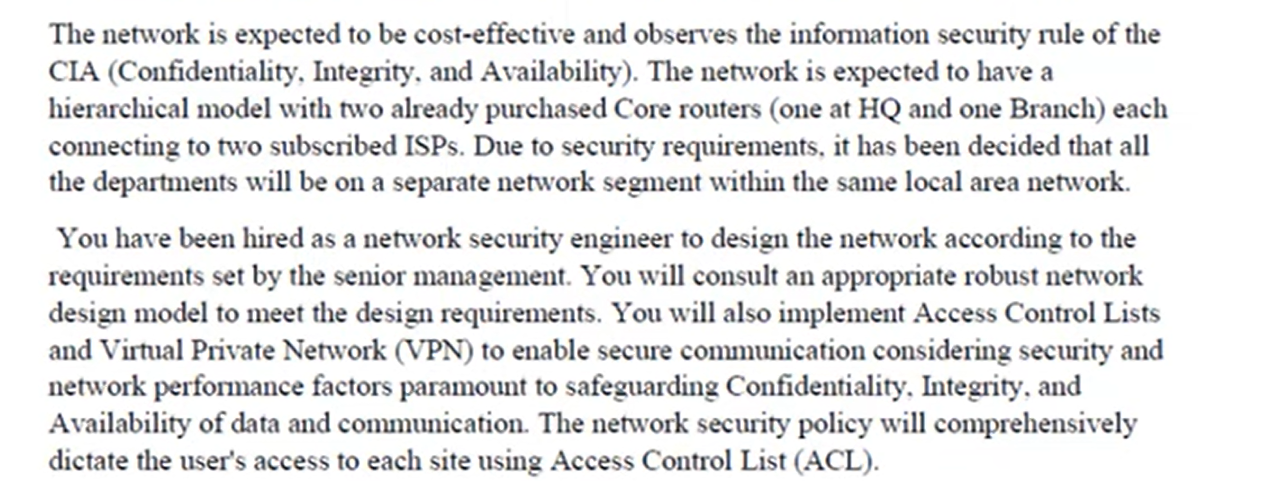 The network is expected to be cost-effective and observes the information security rule of the
CIA (Confidentiality, Integrity, and Availability). The network is expected to have a
hierarchical model with two already purchased Core routers (one at HQ and one Branch) each
connecting to two subscribed ISPs. Due to security requirements, it has been decided that all
the departments will be on a separate network segment within the same local area network.
You have been hired as a network security engineer to design the network according to the
requirements set by the senior management. You will consult an appropriate robust network
design model to meet the design requirements. You will also implement Access Control Lists
and Virtual Private Network (VPN) to enable secure communication considering security and
network performance factors paramount to safeguarding Confidentiality, Integrity, and
Availability of data and communication. The network security policy will comprehensively
dictate the user's access to each site using Access Control List (ACL).